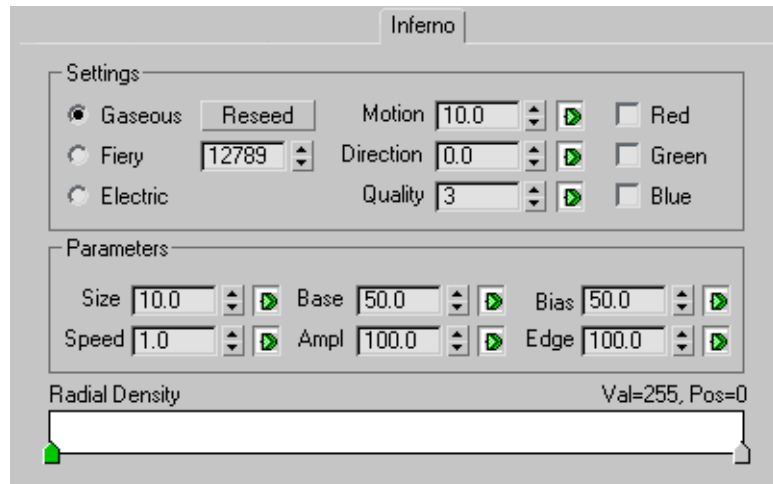 Inferno
Settings
Gaseous Reseed Motion 10.0 Red
Fiery 12789 Direction 0.0 Green
Electric Quality 3 Blue
Parameters
Size 10.0 Base 50.0 Bias 50.0
Speed 1.0 Ampl 100.0 Edge 100.0
Radial Density Val=255, Pos=0